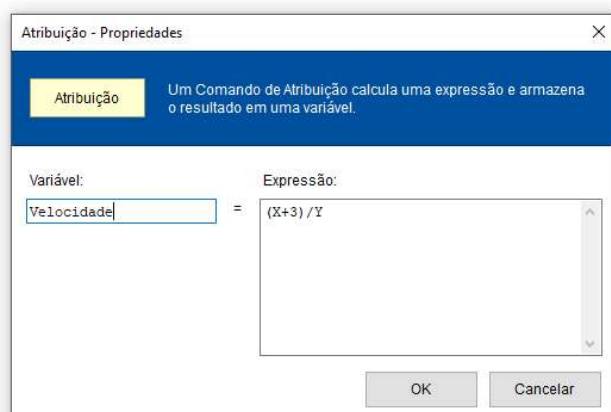 Atribuição - Propriedades
Atribuição
Um Comando de Atribuição calcula uma expressão e armazena
o resultado em uma variável.
Variável:
Expressão:
Velocidade
=
(X+3)/Y
OK
Cancelar